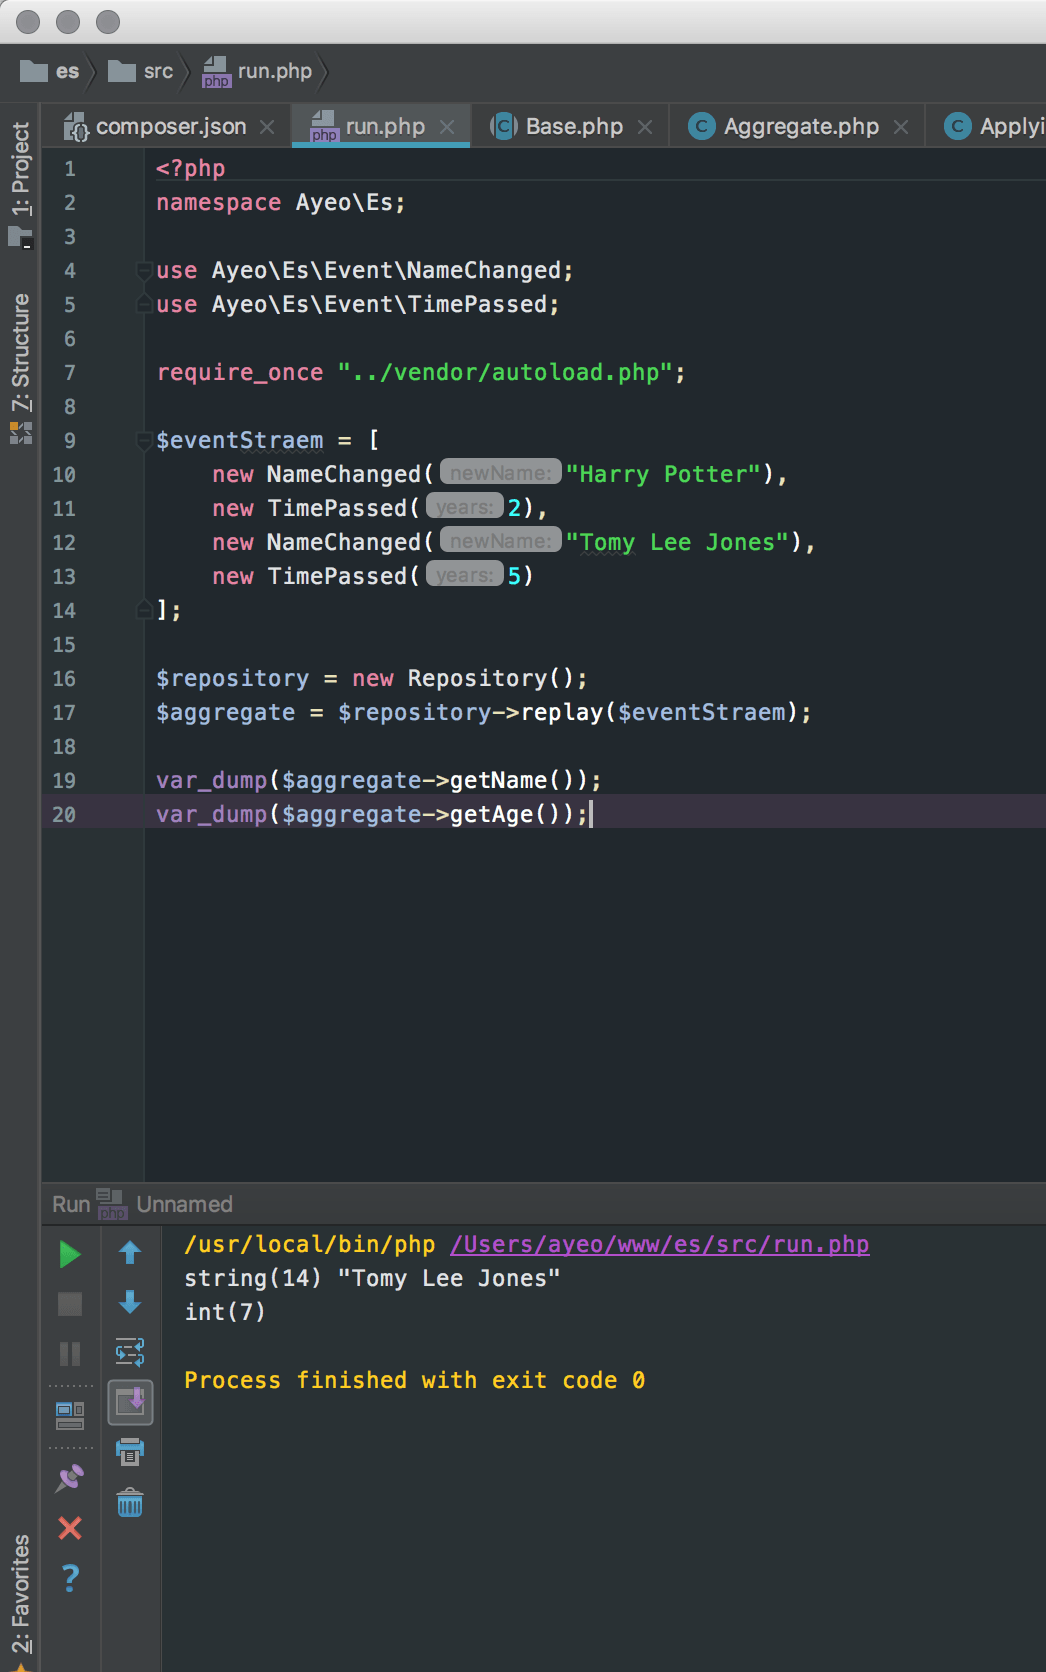 es src run.php
composer.json run.php Base.php Aggregate.php Applyi
1: Project
7: Structure
2: Favorites
1 <?php
2 namespace Ayeo\Es;
3
4 use Ayeo\Es\Event\NameChanged;
5 use Ayeo\Es\Event\TimePassed;
6
7 require_once "../vendor/autoload.php";
8
9 $eventStraem = [
10 new NameChanged( newName: "Harry Potter"),
11 new TimePassed( years: 2),
12 new NameChanged( newName: "Tomy Lee Jones"),
13 new TimePassed( years: 5)
14 ];
15
16 $repository = new Repository();
17 $aggregate = $repository->replay($eventStraem);
18
19 var_dump($aggregate->getName());
20 var_dump($aggregate->getAge());
Run php Unnamed
/usr/local/bin/php /Users/ayeo/www/es/src/run.php
string(14) "Tomy Lee Jones"
int(7)
Process finished with exit code 0